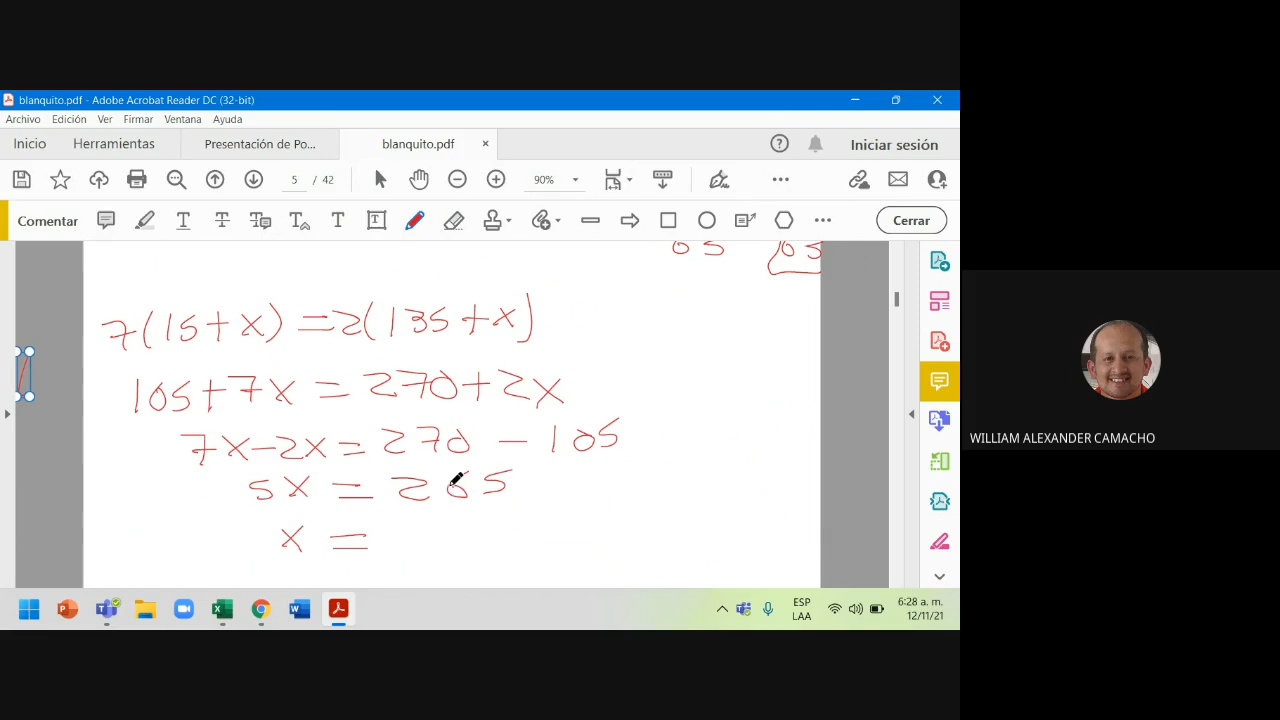 blanquito.pdf - Adobe Acrobat Reader DC (32-bit)
Archivo Edición Ver Firmar Ventana Ayuda
Inicio Herramientas Presentación de Po... blanquito.pdf × Iniciar sesión
5 / 42 90%
Comentar Cerrar
05 05
7(15+x) =2(135+x)
105+7x = 270+2x
7x-2x= 270 - 105
5x = 265
x =
WILLIAM ALEXANDER CAMACHO
ESP
LAA
6:28 a. m.
12/11/21